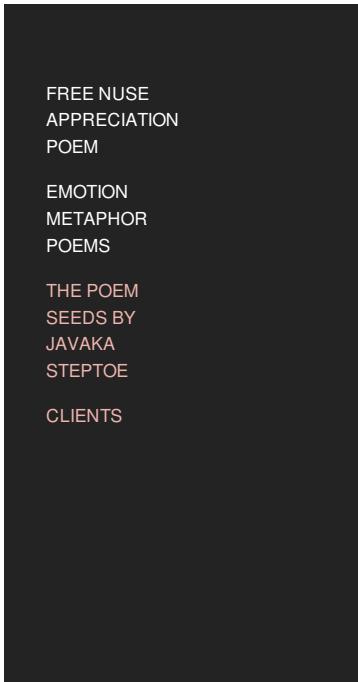 FREE NUSE
APPRECIATION
POEM
EMOTION
METAPHOR
POEMS
THE POEM
SEEDS BY
JAVAKA
STEPTOE
CLIENTS